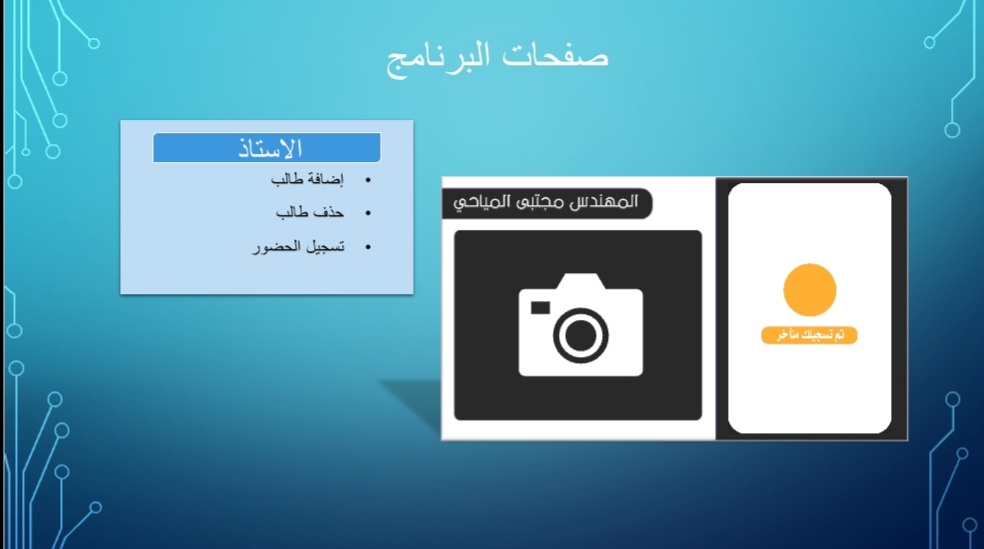 صفحات البرنامج
الاستاذ
إضافة طالب
حذف طالب
تسجيل الحضور
المهندس مجتبى المياحي
تم تسجيلك متأخر